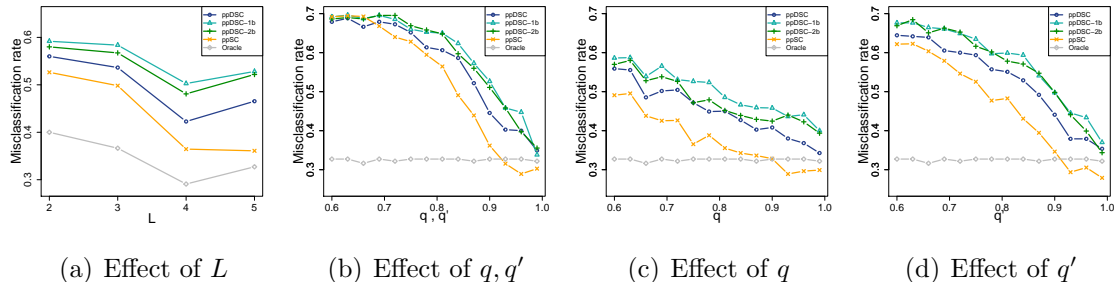 ppDSC
ppDSC−1b
ppDSC−2b
ppSC
Oracle
Misclassification rate
0.3 0.4 0.5 0.6
2 3 4 5
L
(a) Effect of L
ppDSC
ppDSC−1b
ppDSC−2b
ppSC
Oracle
Misclassification rate
0.3 0.4 0.5 0.6 0.7
0.6 0.7 0.8 0.9 1.0
q , q'
(b) Effect of q, q′
ppDSC
ppDSC−1b
ppDSC−2b
ppSC
Oracle
Misclassification rate
0.3 0.4 0.5 0.6 0.7
0.6 0.7 0.8 0.9 1.0
q
(c) Effect of q
ppDSC
ppDSC−1b
ppDSC−2b
ppSC
Oracle
Misclassification rate
0.3 0.4 0.5 0.6 0.7
0.6 0.7 0.8 0.9 1.0
q'
(d) Effect of q′